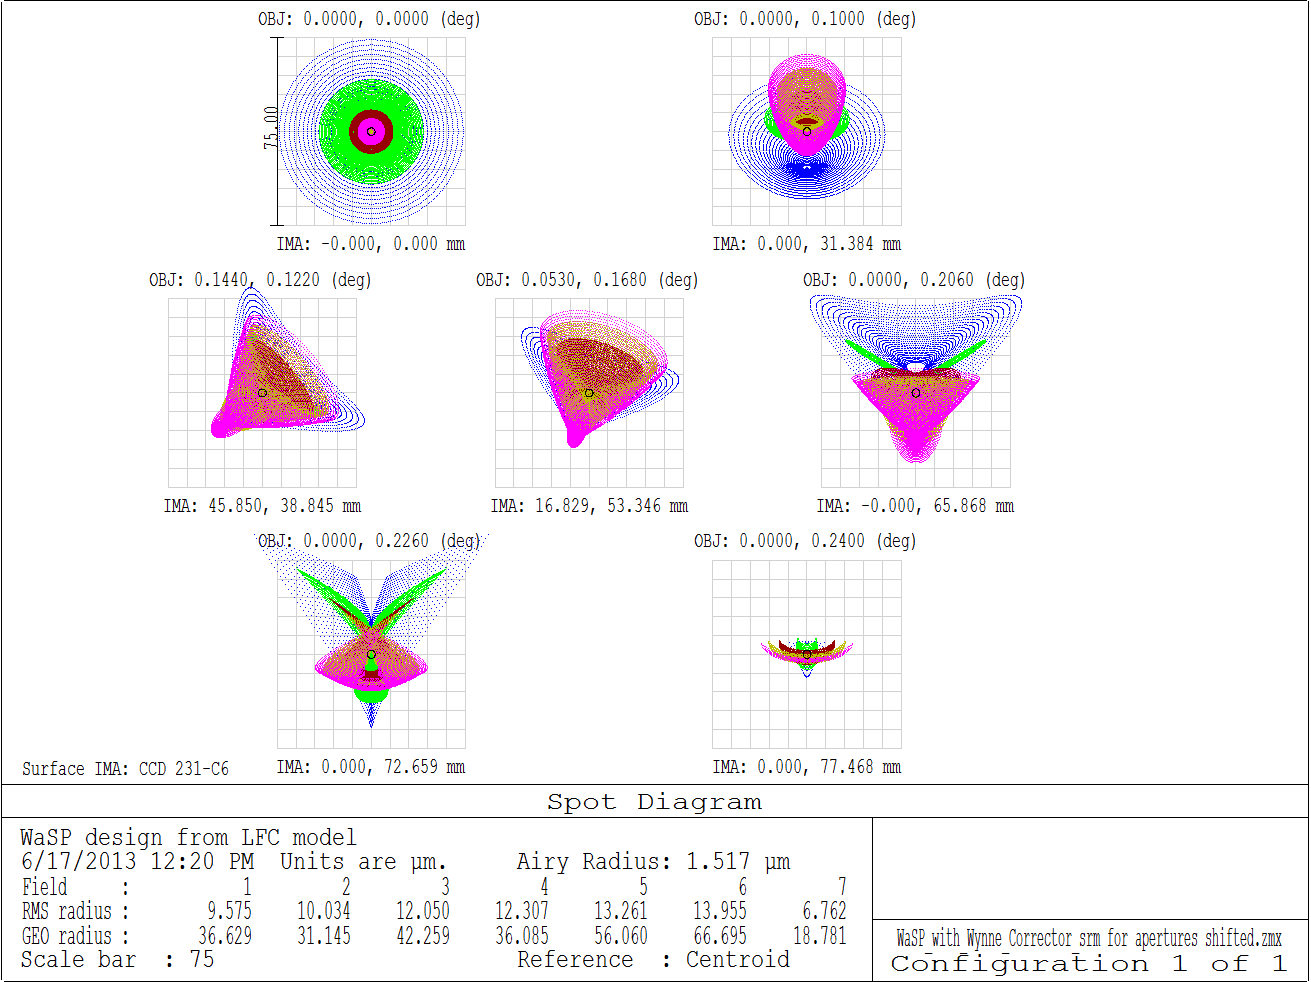 OBJ: 0.0000, 0.0000 (deg)
OBJ: 0.0000, 0.1000 (deg)
75.00
IMA: -0.000, 0.000 mm
IMA: 0.000, 31.384 mm
OBJ: 0.1440, 0.1220 (deg)
OBJ: 0.0530, 0.1680 (deg)
OBJ: 0.0000, 0.2060 (deg)
IMA: 45.850, 38.845 mm
IMA: 16.829, 53.346 mm
IMA: -0.000, 65.868 mm
OBJ: 0.0000, 0.2260 (deg)
OBJ: 0.0000, 0.2400 (deg)
Surface IMA: CCD 231-C6
IMA: 0.000, 72.659 mm
IMA: 0.000, 77.468 mm
Spot Diagram
WaSP design from LFC model
6/17/2013 12:20 PM Units are µm. Airy Radius: 1.517 µm
Field : 1 2 3 4 5 6 7
RMS radius : 9.575 10.034 12.050 12.307 13.261 13.955 6.762
GEO radius : 36.629 31.145 42.259 36.085 56.060 66.695 18.781
Scale bar : 75 Reference : Centroid
WaSP_with_Wynne_Corrector_srm_for_apertures_shifted.zmx
Configuration 1 of 1